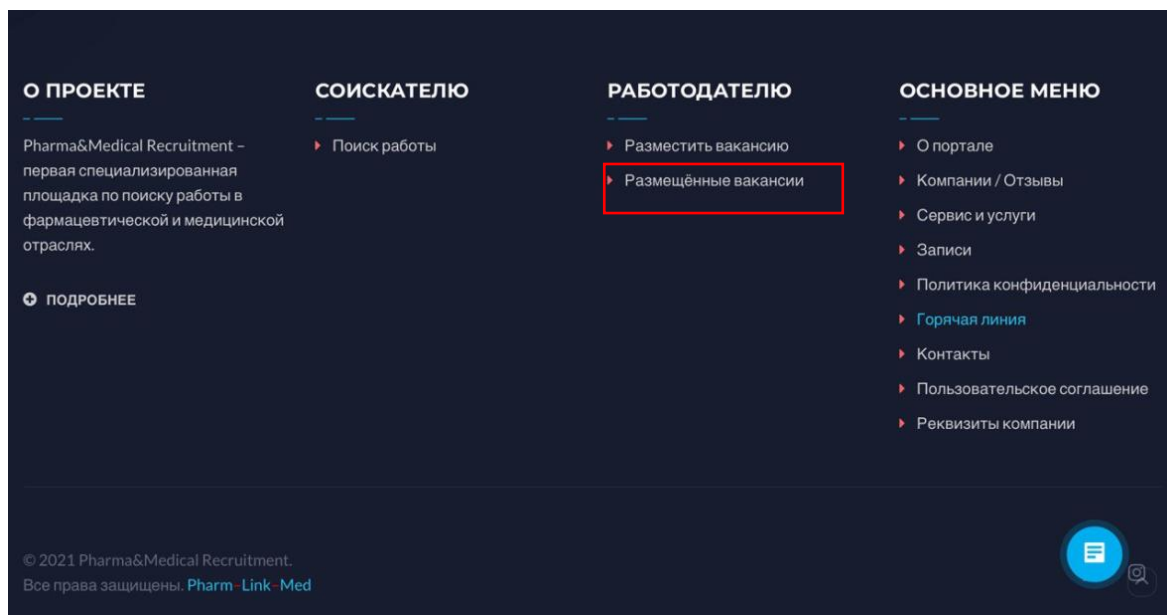 О ПРОЕКТЕ
Pharma&Medical Recruitment –
первая специализированная
площадка по поиску работы в
фармацевтической и медицинской
отраслях.
ПОДРОБНЕЕ
СОИСКАТЕЛЮ
Поиск работы
РАБОТОДАТЕЛЮ
Разместить вакансию
Размещённые вакансии
ОСНОВНОЕ МЕНЮ
О портале
Компании / Отзывы
Сервис и услуги
Записи
Политика конфиденциальности
Горячая линия
Контакты
Пользовательское соглашение
Реквизиты компании
© 2021 Pharma&Medical Recruitment.
Все права защищены. Pharm-Link-Med